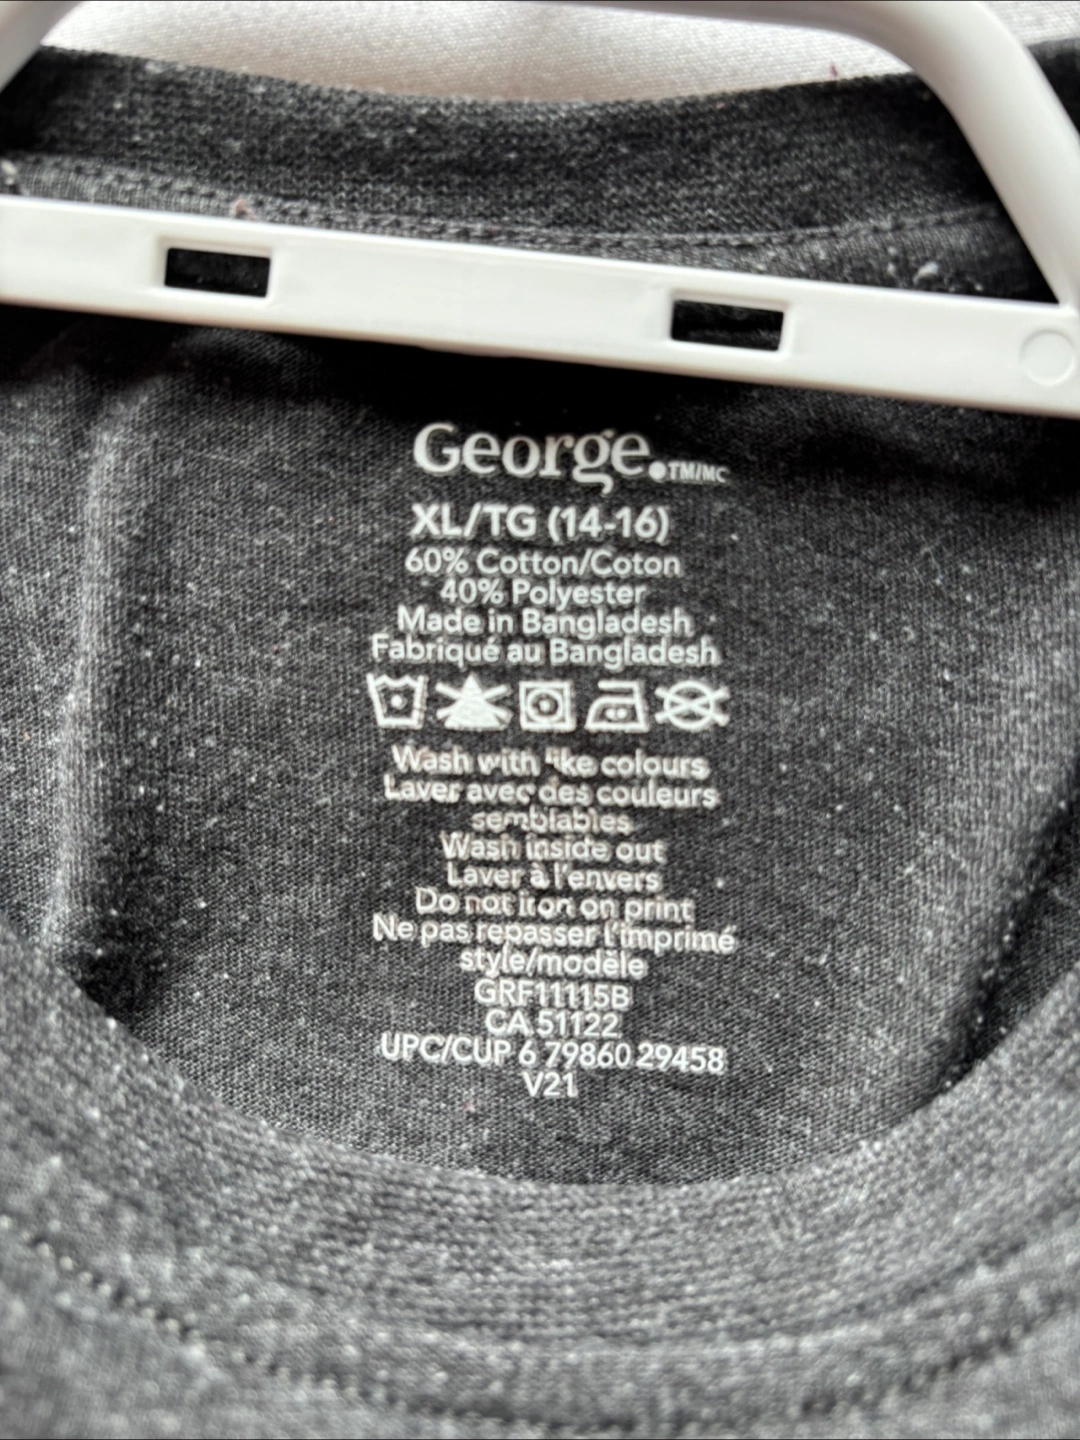 George. TM/MC
XL/TG (14-16)
60% Cotton/Coton
40% Polyester
Made in Bangladesh
Fabriqué au Bangladesh
Wash with like colours
Laver avec des couleurs
semblables
Wash inside out
Laver à l'envers
Do not iron on print
Ne pas repasser l'imprimé
style/modèle
GRF11115B
CA 51122
UPC/CUP 6 79860 29458
V21